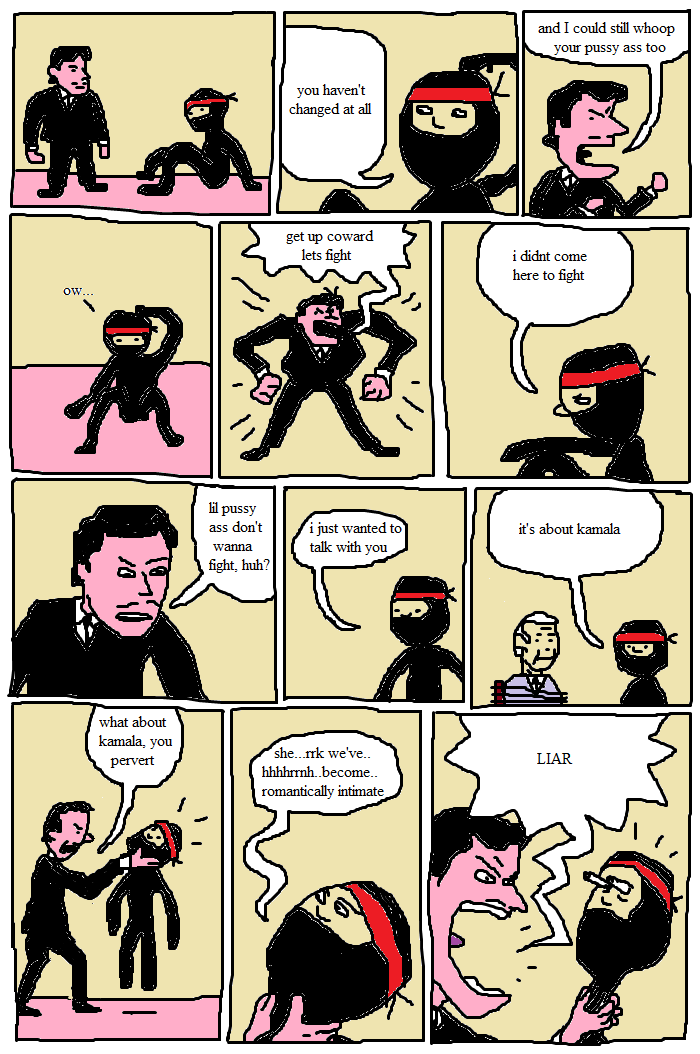 you haven't
changed at all
and I could still whoop
your pussy ass too
ow...
get up coward
lets fight
i didnt come
here to fight
lil pussy
ass don't
wanna
fight, huh?
i just wanted to
talk with you
it's about kamala
what about
kamala, you
pervert
she...rrk we've..
hhhhrrnh..become..
romantically intimate
LIAR